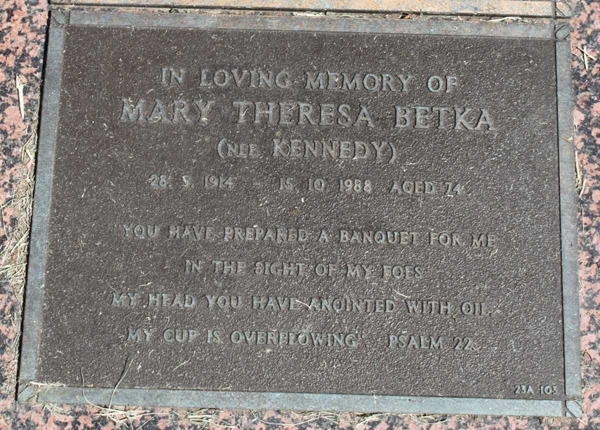 IN LOVING MEMORY OF
MARY THERESA BETKA
(NEE KENNEDY)
28. 5. 1914 - 15. 10. 1988 AGED 74
"YOU HAVE PREPARED A BANQUET FOR ME
IN THE SIGHT OF MY FOES
MY HEAD YOU HAVE ANOINTED WITH OIL
MY CUP IS OVERFLOWING" PSALM 22.
23A 103